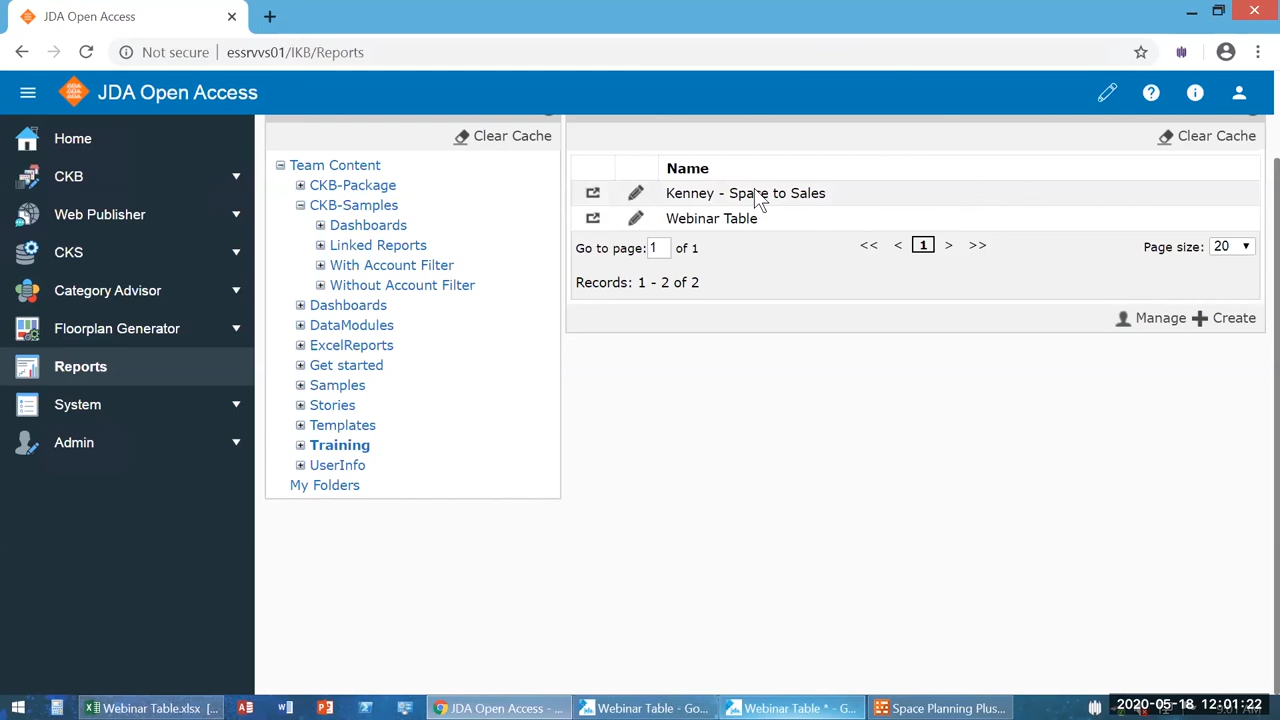 JDA Open Access
Not secure essrvvs01/IKB/Reports
JDA Open Access
Home
CKB
Web Publisher
CKS
Category Advisor
Floorplan Generator
Reports
System
Admin
Clear Cache
Team Content
CKB-Package
CKB-Samples
Dashboards
Linked Reports
With Account Filter
Without Account Filter
Dashboards
DataModules
ExcelReports
Get started
Samples
Stories
Templates
Training
UserInfo
My Folders
Clear Cache
Name
Kenney - Space to Sales
Webinar Table
Go to page: 1 of 1 << < 1 > >> Page size: 20
Records: 1 - 2 of 2
Manage Create
Webinar Table.xlsx [... JDA Open Access - ... Webinar Table - Go... Webinar Table * - G... Space Planning Plus...
2020-05-18 12:01:22